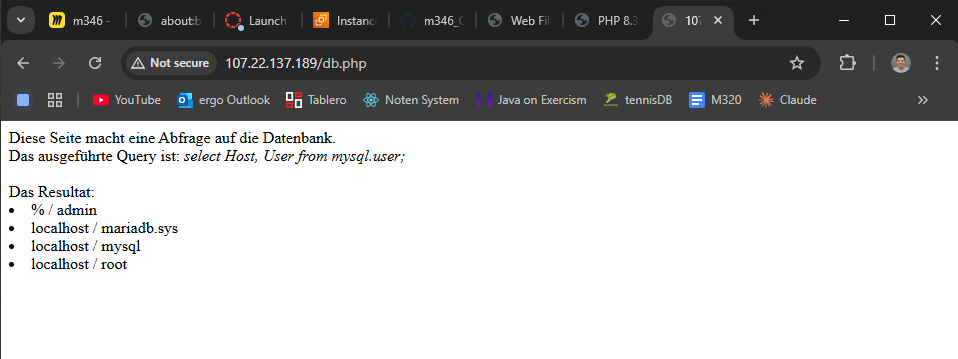 m346 -
about:b
Launch
Instance
m346_
Web Fil
PHP 8.3
107
Not secure
107.22.137.189/db.php
YouTube
ergo Outlook
Tablero
Noten System
Java on Exercism
tennisDB
M320
Claude
Diese Seite macht eine Abfrage auf die Datenbank.
Das ausgeführte Query ist: select Host, User from mysql.user;
Das Resultat:
% / admin
localhost / mariadb.sys
localhost / mysql
localhost / root